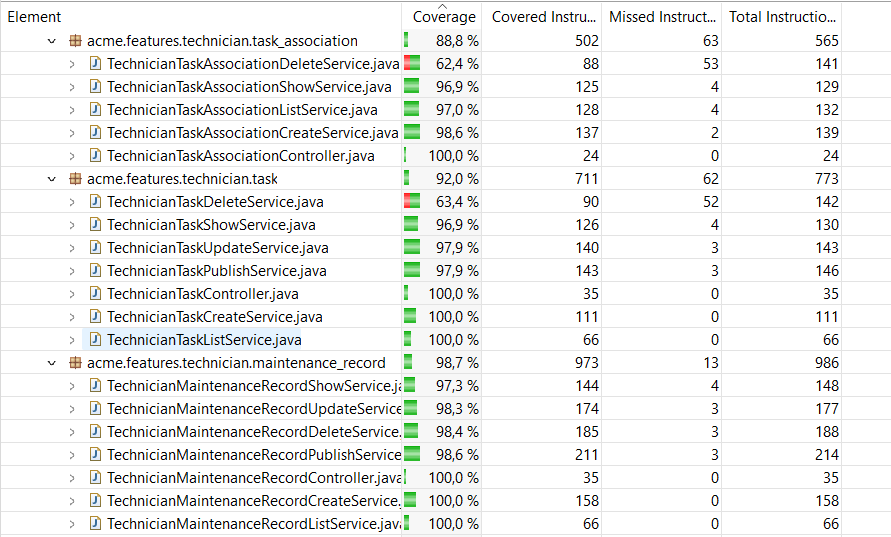 Element Coverage Covered Instru... Missed Instruct... Total Instructio...
acme.features.technician.task_association 88,8 % 502 63 565
TechnicianTaskAssociationDeleteService.java 62,4 % 88 53 141
TechnicianTaskAssociationShowService.java 96,9 % 125 4 129
TechnicianTaskAssociationListService.java 97,0 % 128 4 132
TechnicianTaskAssociationCreateService.java 98,6 % 137 2 139
TechnicianTaskAssociationController.java 100,0 % 24 0 24
acme.features.technician.task 92,0 % 711 62 773
TechnicianTaskDeleteService.java 63,4 % 90 52 142
TechnicianTaskShowService.java 96,9 % 126 4 130
TechnicianTaskUpdateService.java 97,9 % 140 3 143
TechnicianTaskPublishService.java 97,9 % 143 3 146
TechnicianTaskController.java 100,0 % 35 0 35
TechnicianTaskCreateService.java 100,0 % 111 0 111
TechnicianTaskListService.java 100,0 % 66 0 66
acme.features.technician.maintenance_record 98,7 % 973 13 986
TechnicianMaintenanceRecordShowService.ja 97,3 % 144 4 148
TechnicianMaintenanceRecordUpdateService 98,3 % 174 3 177
TechnicianMaintenanceRecordDeleteService. 98,4 % 185 3 188
TechnicianMaintenanceRecordPublishService 98,6 % 211 3 214
TechnicianMaintenanceRecordController.java 100,0 % 35 0 35
TechnicianMaintenanceRecordCreateService. 100,0 % 158 0 158
TechnicianMaintenanceRecordListService.java 100,0 % 66 0 66